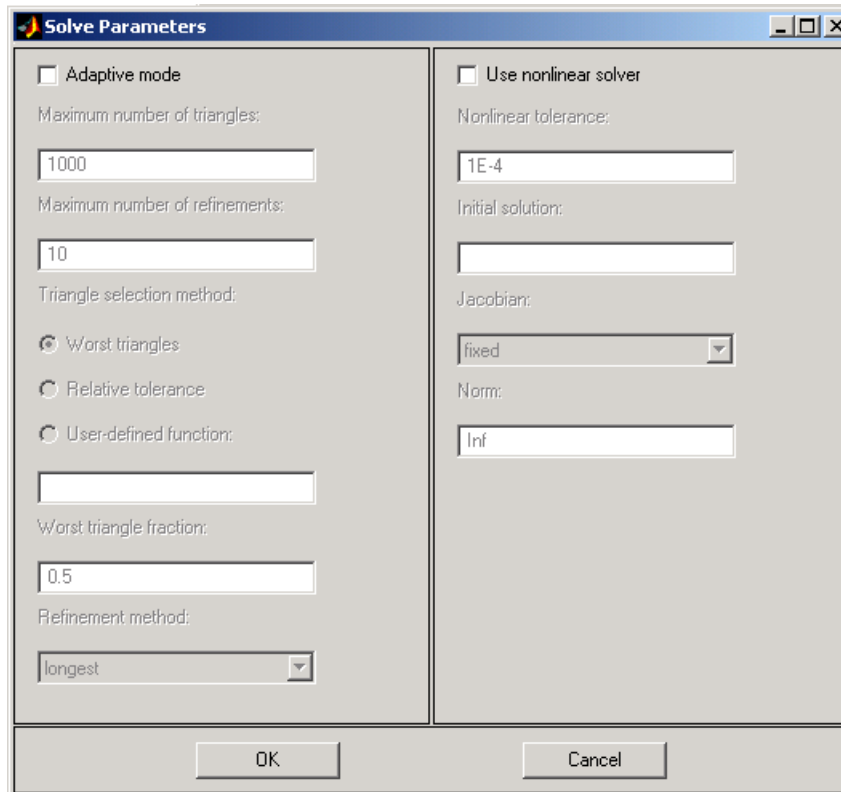 Solve Parameters
Adaptive mode
Maximum number of triangles:
1000
Maximum number of refinements:
10
Triangle selection method:
Worst triangles
Relative tolerance
User-defined function:
Worst triangle fraction:
0.5
Refinement method:
longest
Use nonlinear solver
Nonlinear tolerance:
1E-4
Initial solution:
Jacobian:
fixed
Norm:
Inf
OK
Cancel